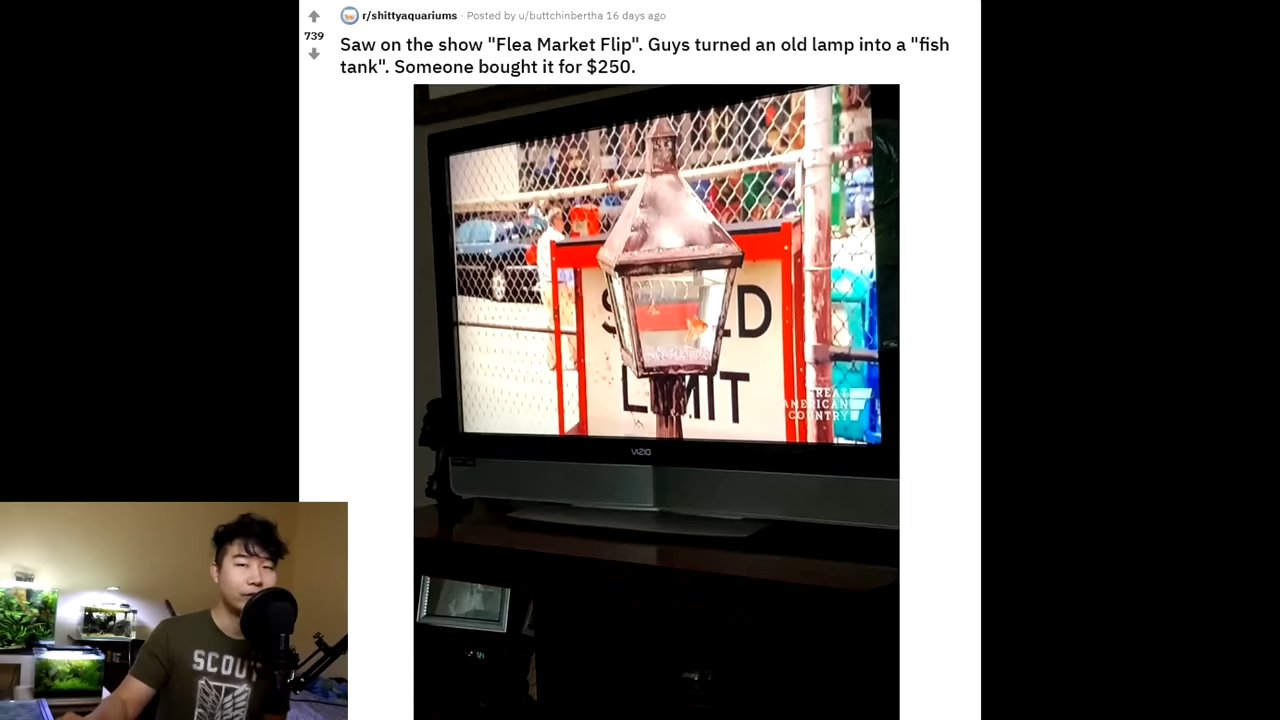 r/shittyaquariums · Posted by u/buttchinbertha 16 days ago
739
Saw on the show "Flea Market Flip". Guys turned an old lamp into a "fish
tank". Someone bought it for $250.
LIMIT
GREAT
AMERICAN
COUNTRY
VIZIO
SCOUT